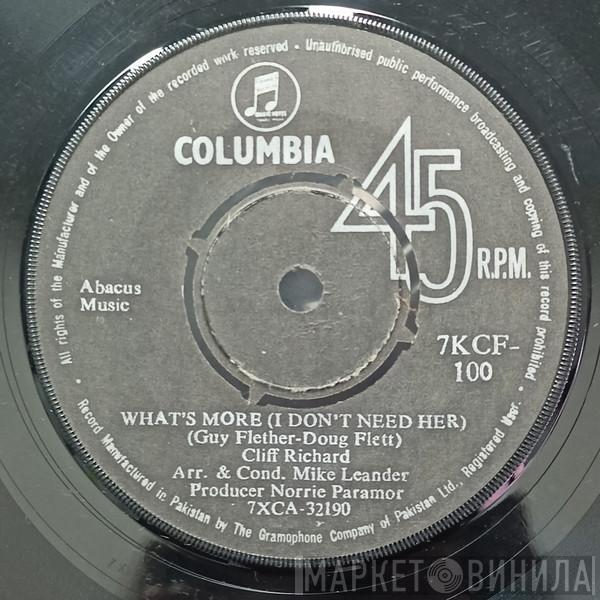 All rights of the Manufacturer and of the Owner of the recorded work reserved • Unauthorised public performance broadcasting and copying of this record prohibited •
MAGIC NOTES
COLUMBIA
45 R.P.M.
Abacus
Music
7KCF-
100
WHAT'S MORE (I DON'T NEED HER)
(Guy Flether-Doug Flett)
Cliff Richard
Arr. & Cond. Mike Leander
Producer Norrie Paramor
7XCA-32190
Record Manufactured in Pakistan by The Gramophone Company of Pakistan Ltd., Registered User.
МАРКЕТ ВИНИЛА